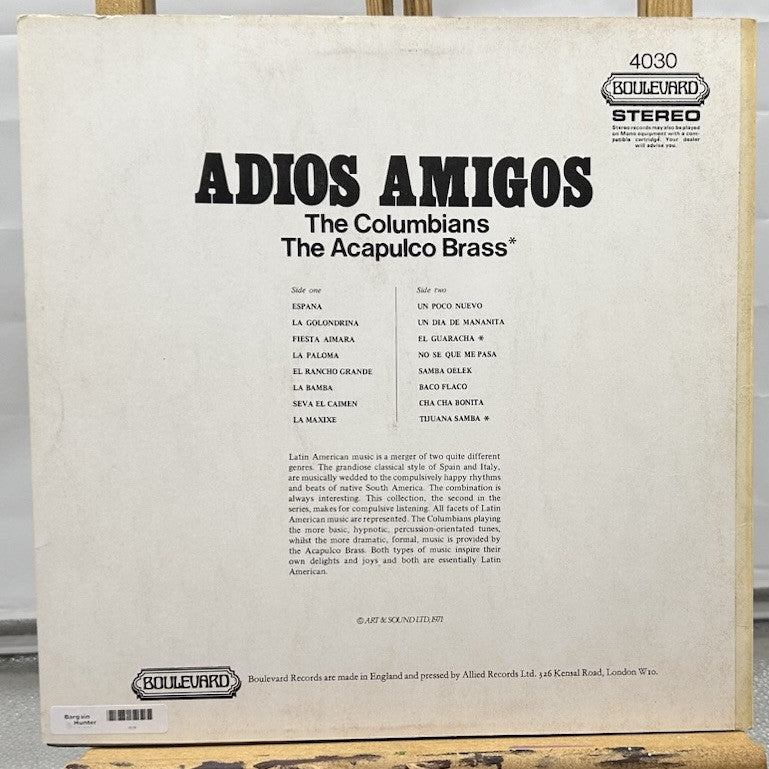 4030
BOULEVARD
STEREO
Stereo records may also be played
on Mono equipment with a com-
patible cartridge. Your dealer
will advise you.
ADIOS AMIGOS
The Columbians
The Acapulco Brass*
Side one
ESPANA
LA GOLONDRINA
FIESTA AIMARA
LA PALOMA
EL RANCHO GRANDE
LA BAMBA
SEVA EL CAIMEN
LA MAXIXE
Side two
UN POCO NUEVO
UN DIA DE MANANITA
EL GUARACHA *
NO SE QUE ME PASA
SAMBA OELEK
BACO FLACO
CHA CHA BONITA
TIJUANA SAMBA *
Latin American music is a merger of two quite different
genres. The grandiose classical style of Spain and Italy,
are musically wedded to the compulsively happy rhythms
and beats of native South America. The combination is
always interesting. This collection, the second in the
series, makes for compulsive listening. All facets of Latin
American music are represented. The Columbians playing
the more basic, hypnotic, percussion-orientated tunes,
whilst the more dramatic, formal, music is provided by
the Acapulco Brass. Both types of music inspire their
own delights and joys and both are essentially Latin
American.
© ART & SOUND LTD, 1971
BOULEVARD
Boulevard Records are made in England and pressed by Allied Records Ltd. 326 Kensal Road, London W10.
Bargain
Hunter